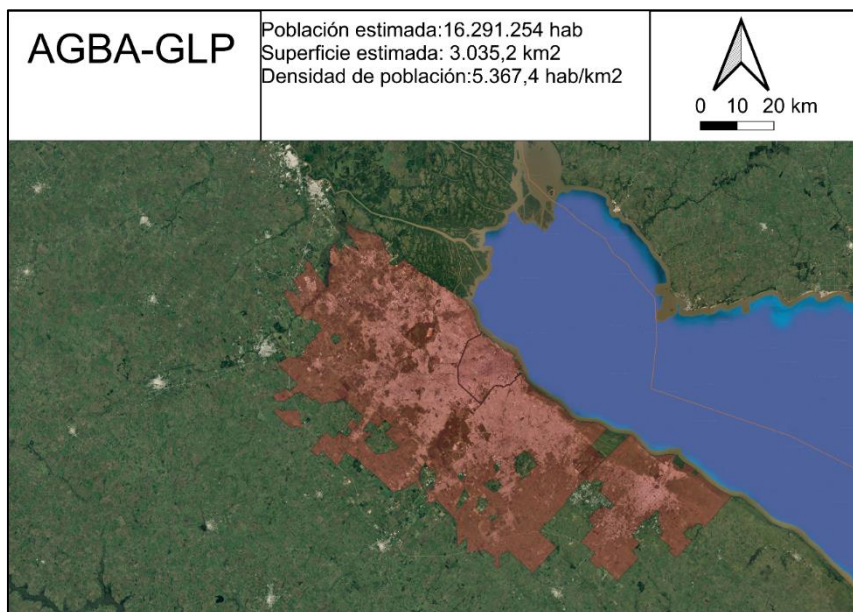 AGBA-GLP
Población estimada:16.291.254 hab
Superficie estimada: 3.035,2 km2
Densidad de población:5.367,4 hab/km2
0 10 20 km